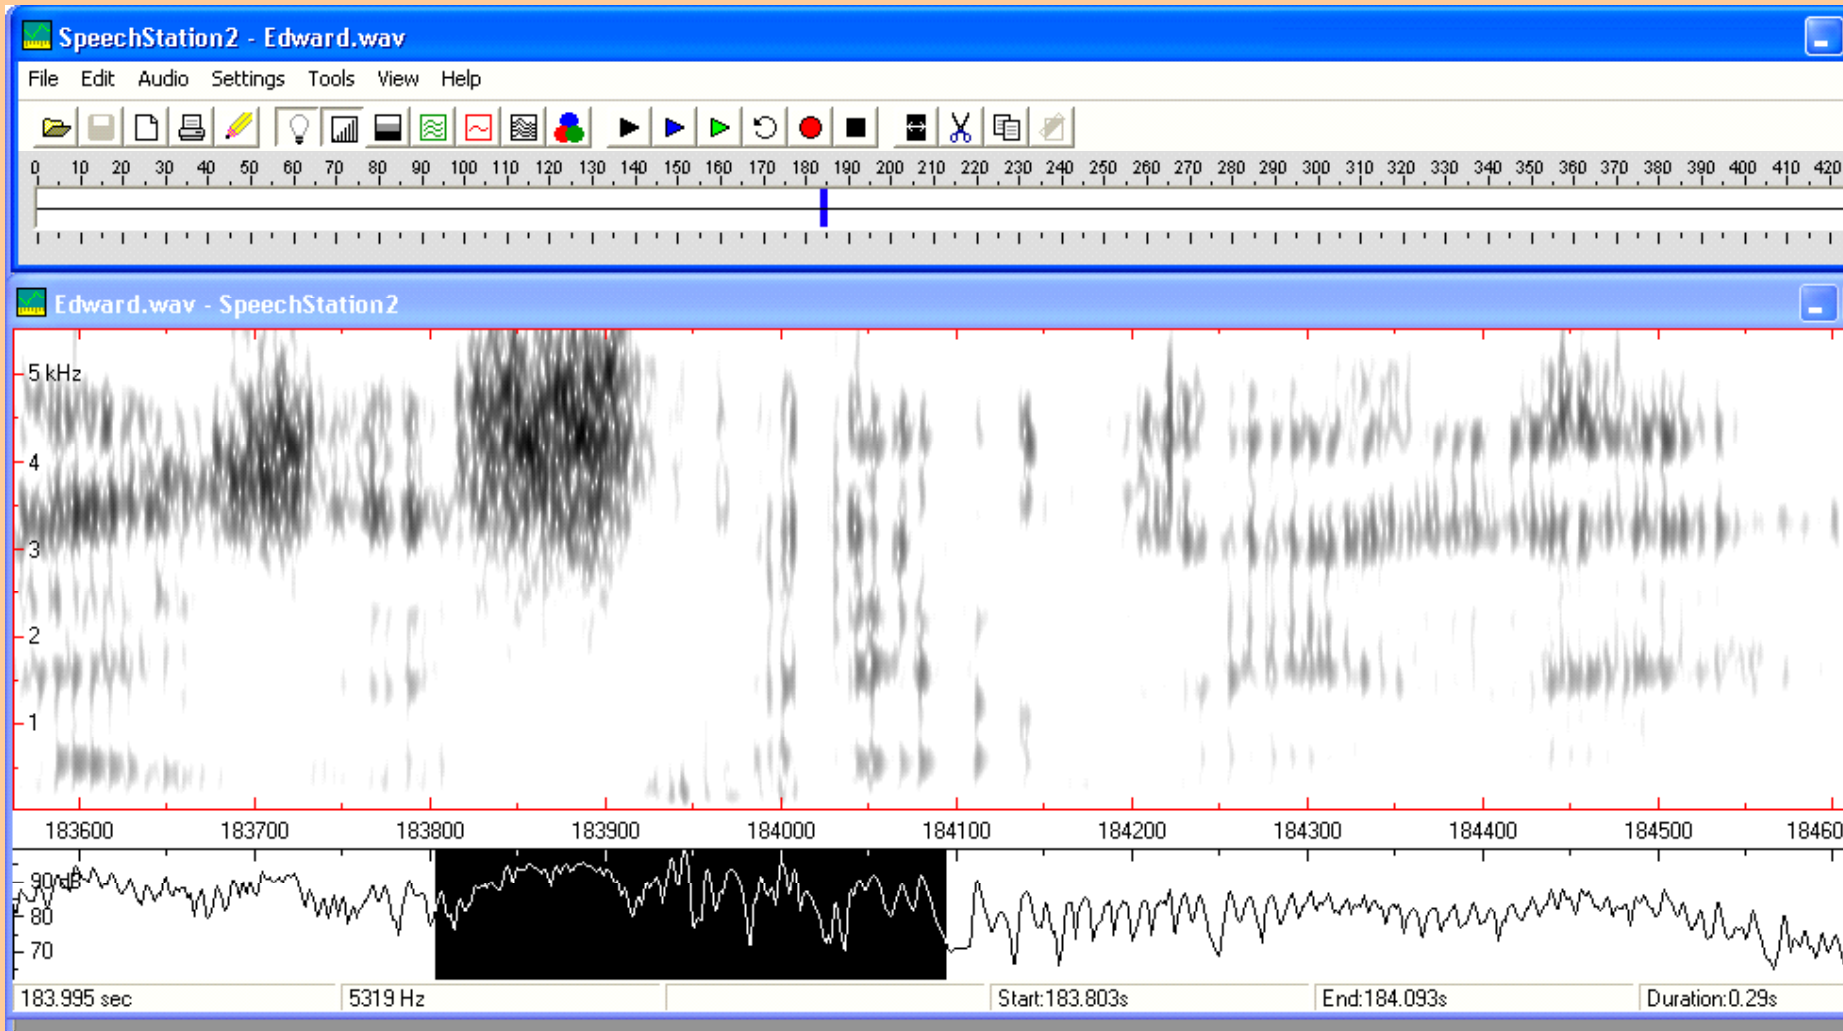 SpeechStation2 - Edward.wav
File Edit Audio Settings Tools View Help
0 10 20 30 40 50 60 70 80 90 100 110 120 130 140 150 160 170 180 190 200 210 220 230 240 250 260 270 280 290 300 310 320 330 340 350 360 370 380 390 400 410 420
Edward.wav - SpeechStation2
5 kHz
4
3
2
1
183600 183700 183800 183900 184000 184100 184200 184300 184400 184500 18460
90 dB
80
70
183.995 sec 5319 Hz Start:183.803s End:184.093s Duration:0.29s